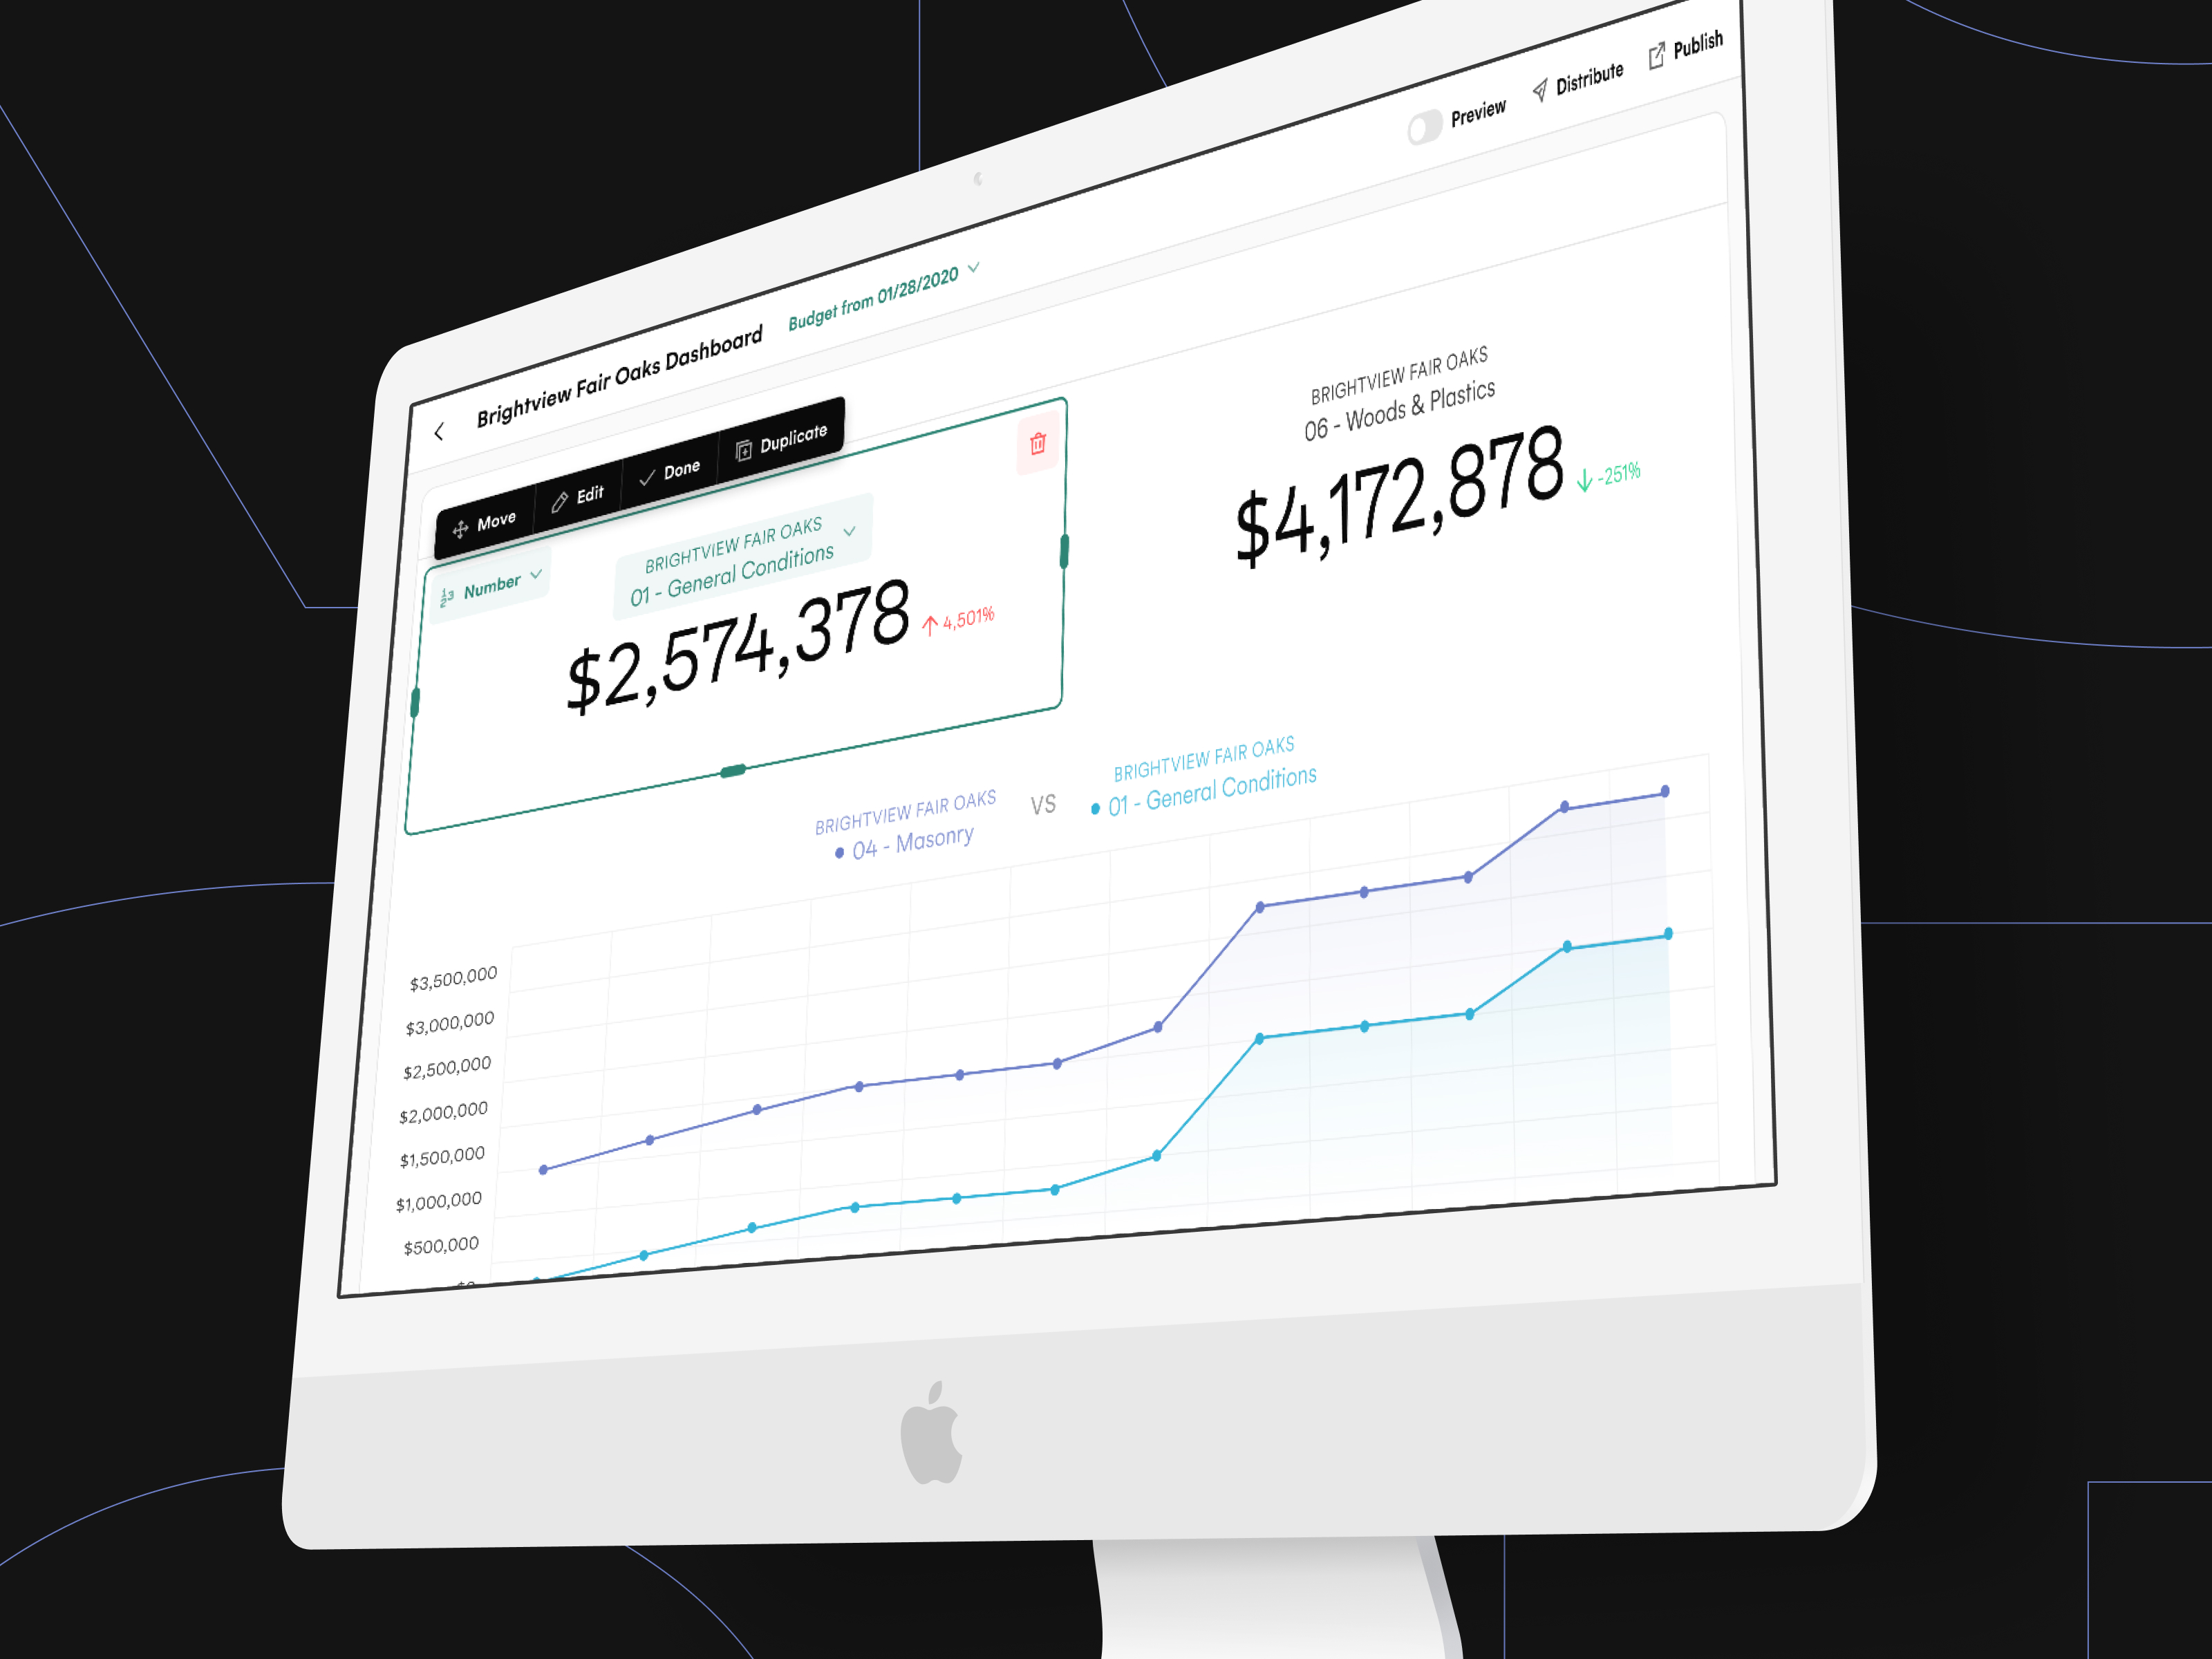 Brightview Fair Oaks Dashboard
Budget from 01/28/2020
Preview
Distribute
Publish
Move
Edit
Done
Duplicate
Number
BRIGHTVIEW FAIR OAKS
01 - General Conditions
$2,574,378
4,501%
BRIGHTVIEW FAIR OAKS
06 - Woods & Plastics
$4,172,878
-251%
BRIGHTVIEW FAIR OAKS
04 - Masonry
VS
BRIGHTVIEW FAIR OAKS
01 - General Conditions
$3,500,000
$3,000,000
$2,500,000
$2,000,000
$1,500,000
$1,000,000
$500,000
$0